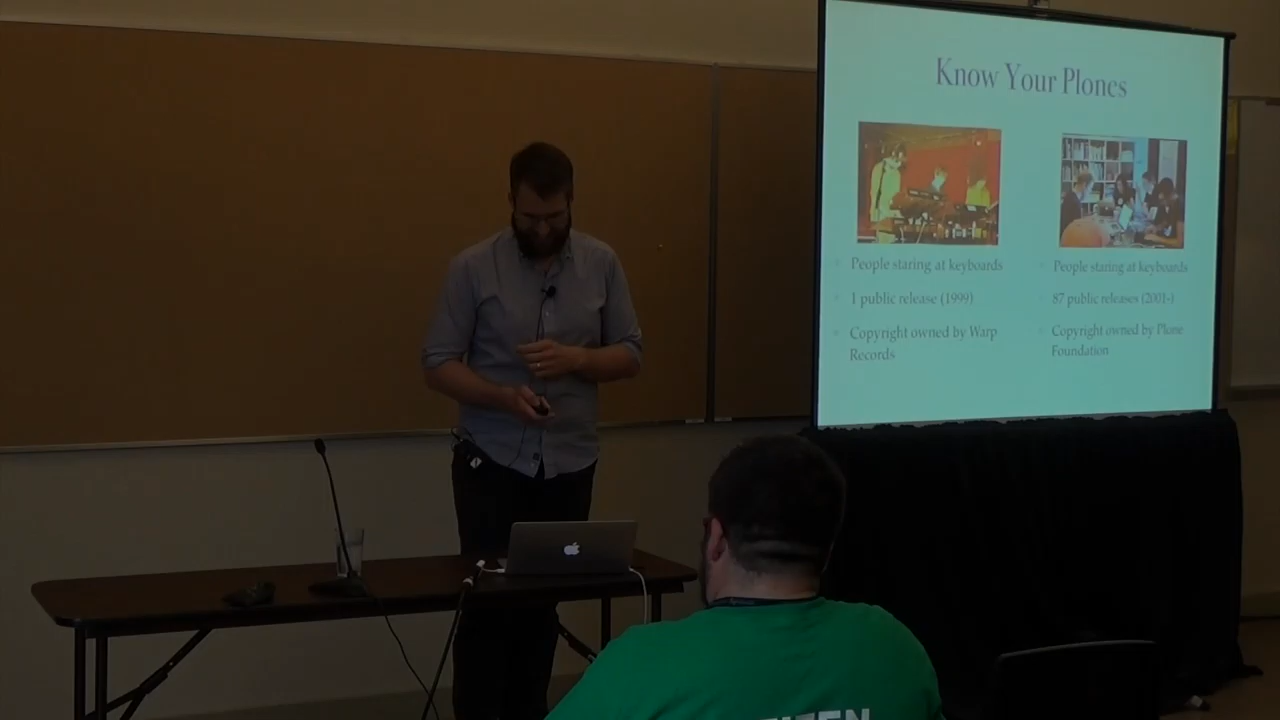 Know Your Plones
People staring at keyboards
1 public release (1999)
Copyright owned by Warp
Records
People staring at keyboards
87 public releases (2001-)
Copyright owned by Plone
Foundation